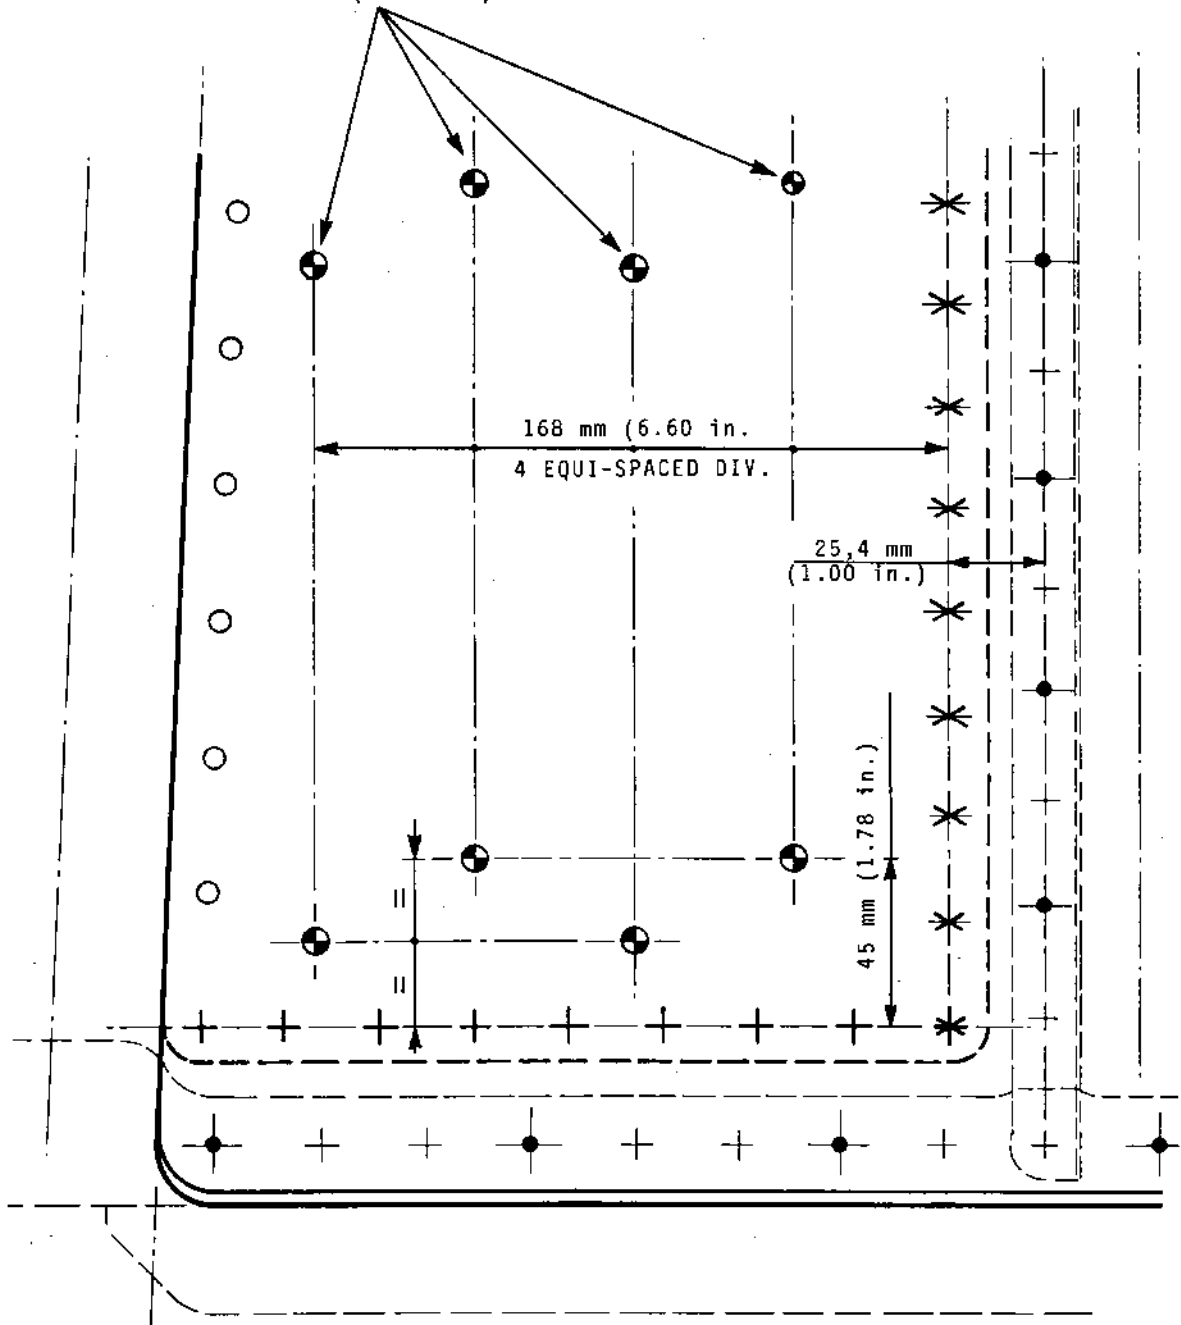 168 mm (6.60 in.
4 EQUI-SPACED DIV.
25,4 mm
(1.00 in.)
45 mm (1.78 in.)
=
=